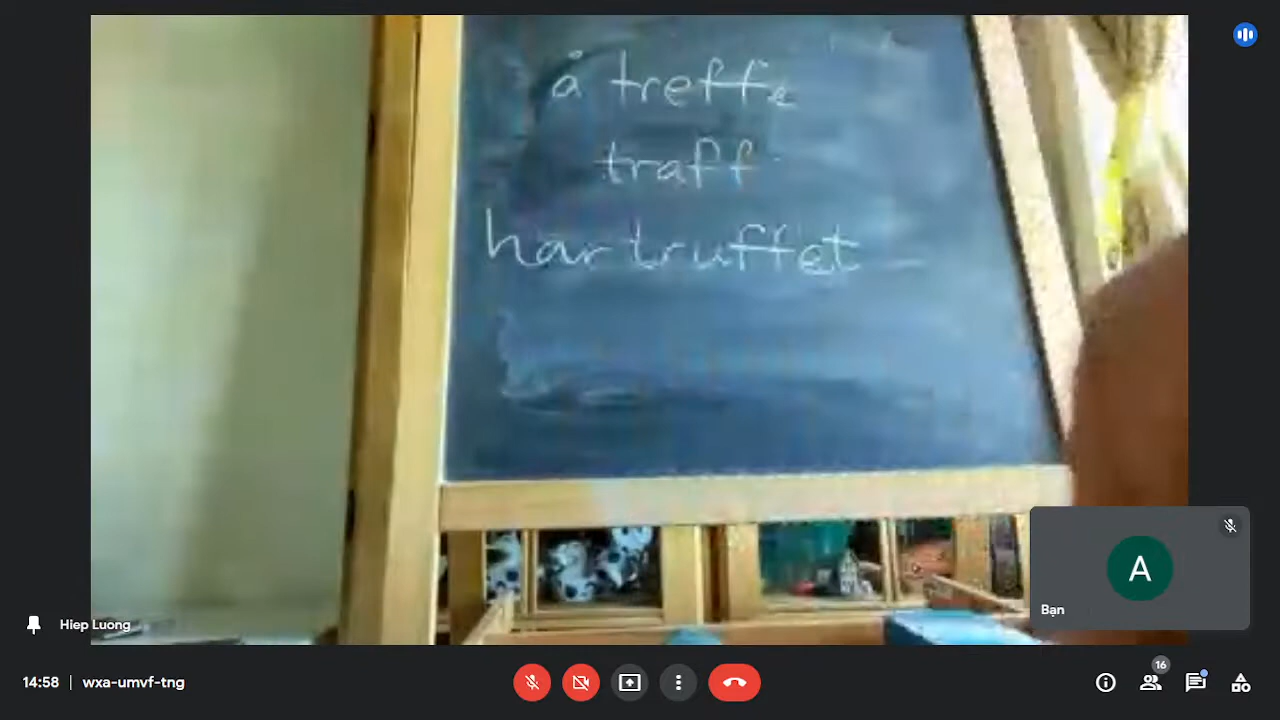 å treffe
traff
har truffet
A
Bạn
Hiep Luong
14:58 | wxa-umvf-tng
16